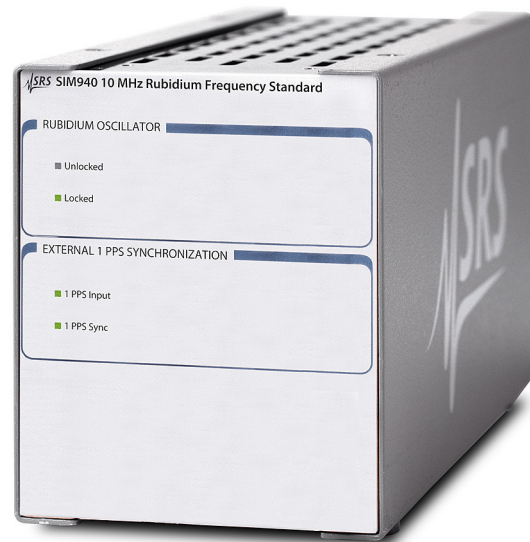 SRS SIM940 10 MHz Rubidium Frequency Standard
RUBIDIUM OSCILLATOR
Unlocked
Locked
EXTERNAL 1 PPS SYNCHRONIZATION
1 PPS Input
1 PPS Sync
SRS